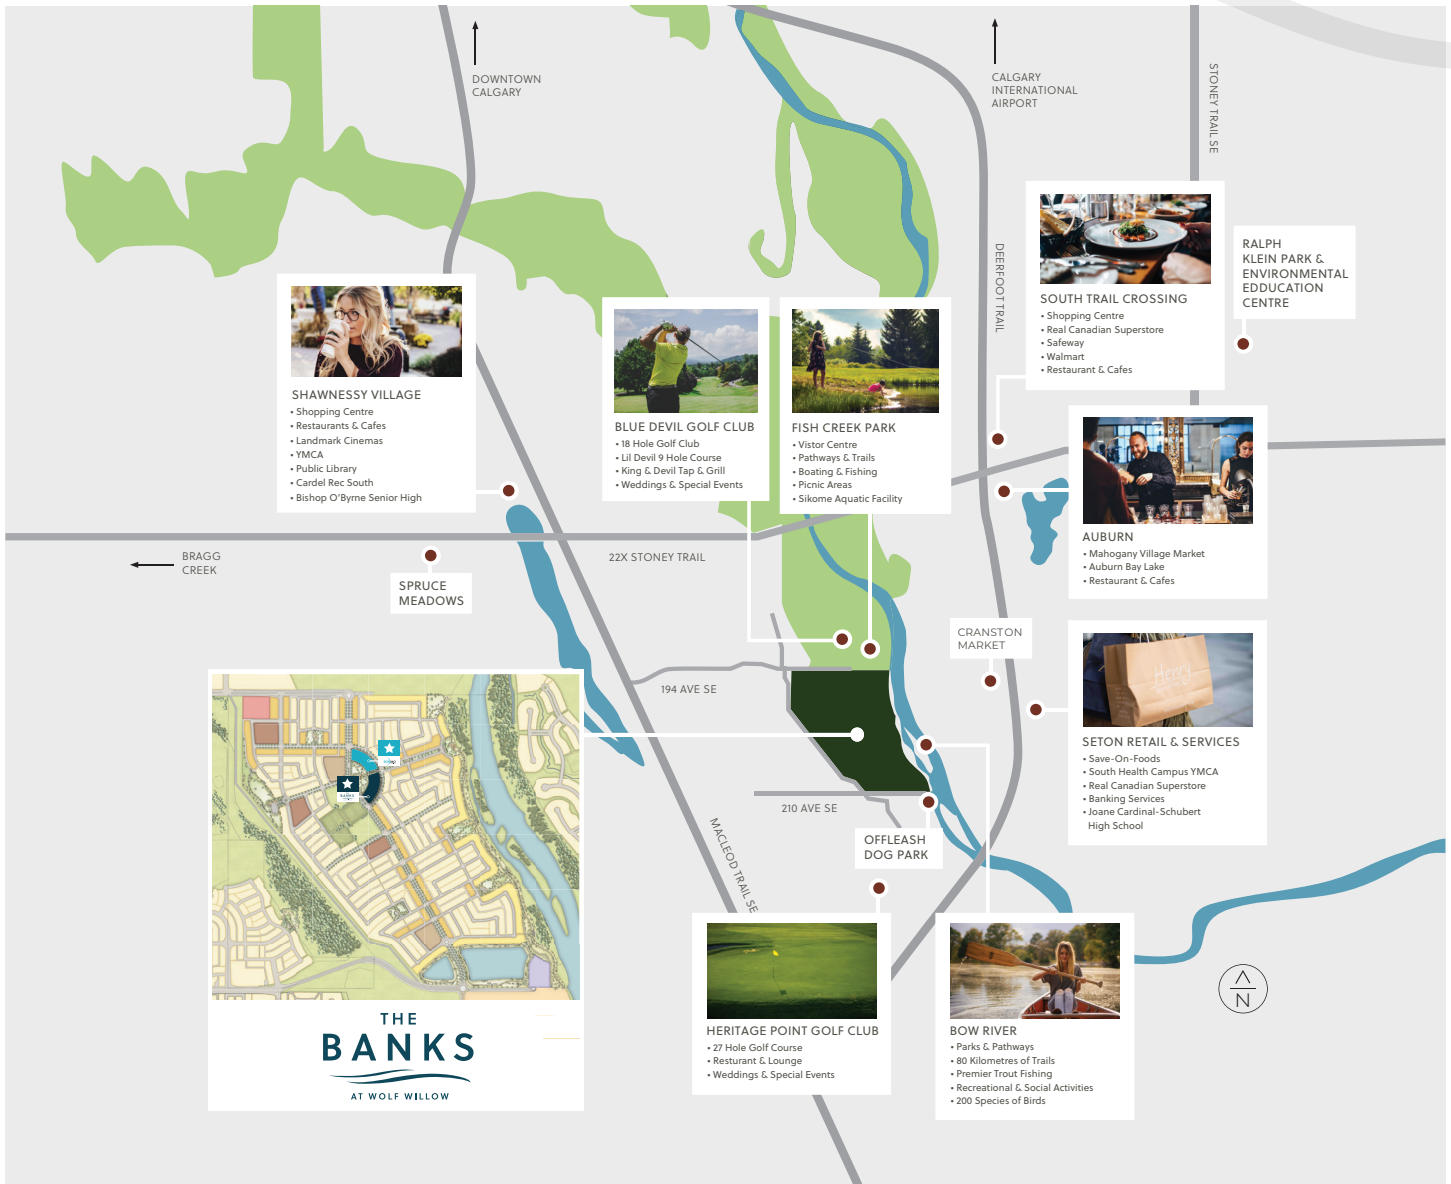 DOWNTOWN
CALGARY
CALGARY
INTERNATIONAL
AIRPORT
STONEY TRAIL SE
DEERFOOT TRAIL
RALPH
KLEIN PARK &
ENVIRONMENTAL
EDDUCATION
CENTRE
SOUTH TRAIL CROSSING
• Shopping Centre
• Real Canadian Superstore
• Safeway
• Walmart
• Restaurant & Cafes
SHAWNESSY VILLAGE
• Shopping Centre
• Restaurants & Cafes
• Landmark Cinemas
• YMCA
• Public Library
• Cardel Rec South
• Bishop O'Bryne Senior High
BLUE DEVIL GOLF CLUB
• 18 Hole Golf Club
• Lil Devil 9 Hole Course
• King & Devil Tap & Grill
• Weddings & Special Events
FISH CREEK PARK
• Vistor Centre
• Pathways & Trails
• Boating & Fishing
• Picnic Areas
• Sikome Aquatic Facility
AUBURN
• Mahogany Village Market
• Auburn Bay Lake
• Restaurant & Cafes
BRAGG
CREEK
22X STONEY TRAIL
SPRUCE
MEADOWS
CRANSTON
MARKET
194 AVE SE
Henry
SETON RETAIL & SERVICES
• Save-On-Foods
• South Health Campus YMCA
• Real Canadian Superstore
• Banking Services
• Joane Cardinal-Schubert
High School
210 AVE SE
MACLEOD TRAIL SE
OFFLEASH
DOG PARK
HERITAGE POINT GOLF CLUB
• 27 Hole Golf Course
• Resturant & Lounge
• Weddings & Special Events
BOW RIVER
• Parks & Pathways
• 80 Kilometres of Trails
• Premier Trout Fishing
• Recreational & Social Activities
• 200 Species of Birds
N
THE
BANKS
AT WOLF WILLOW